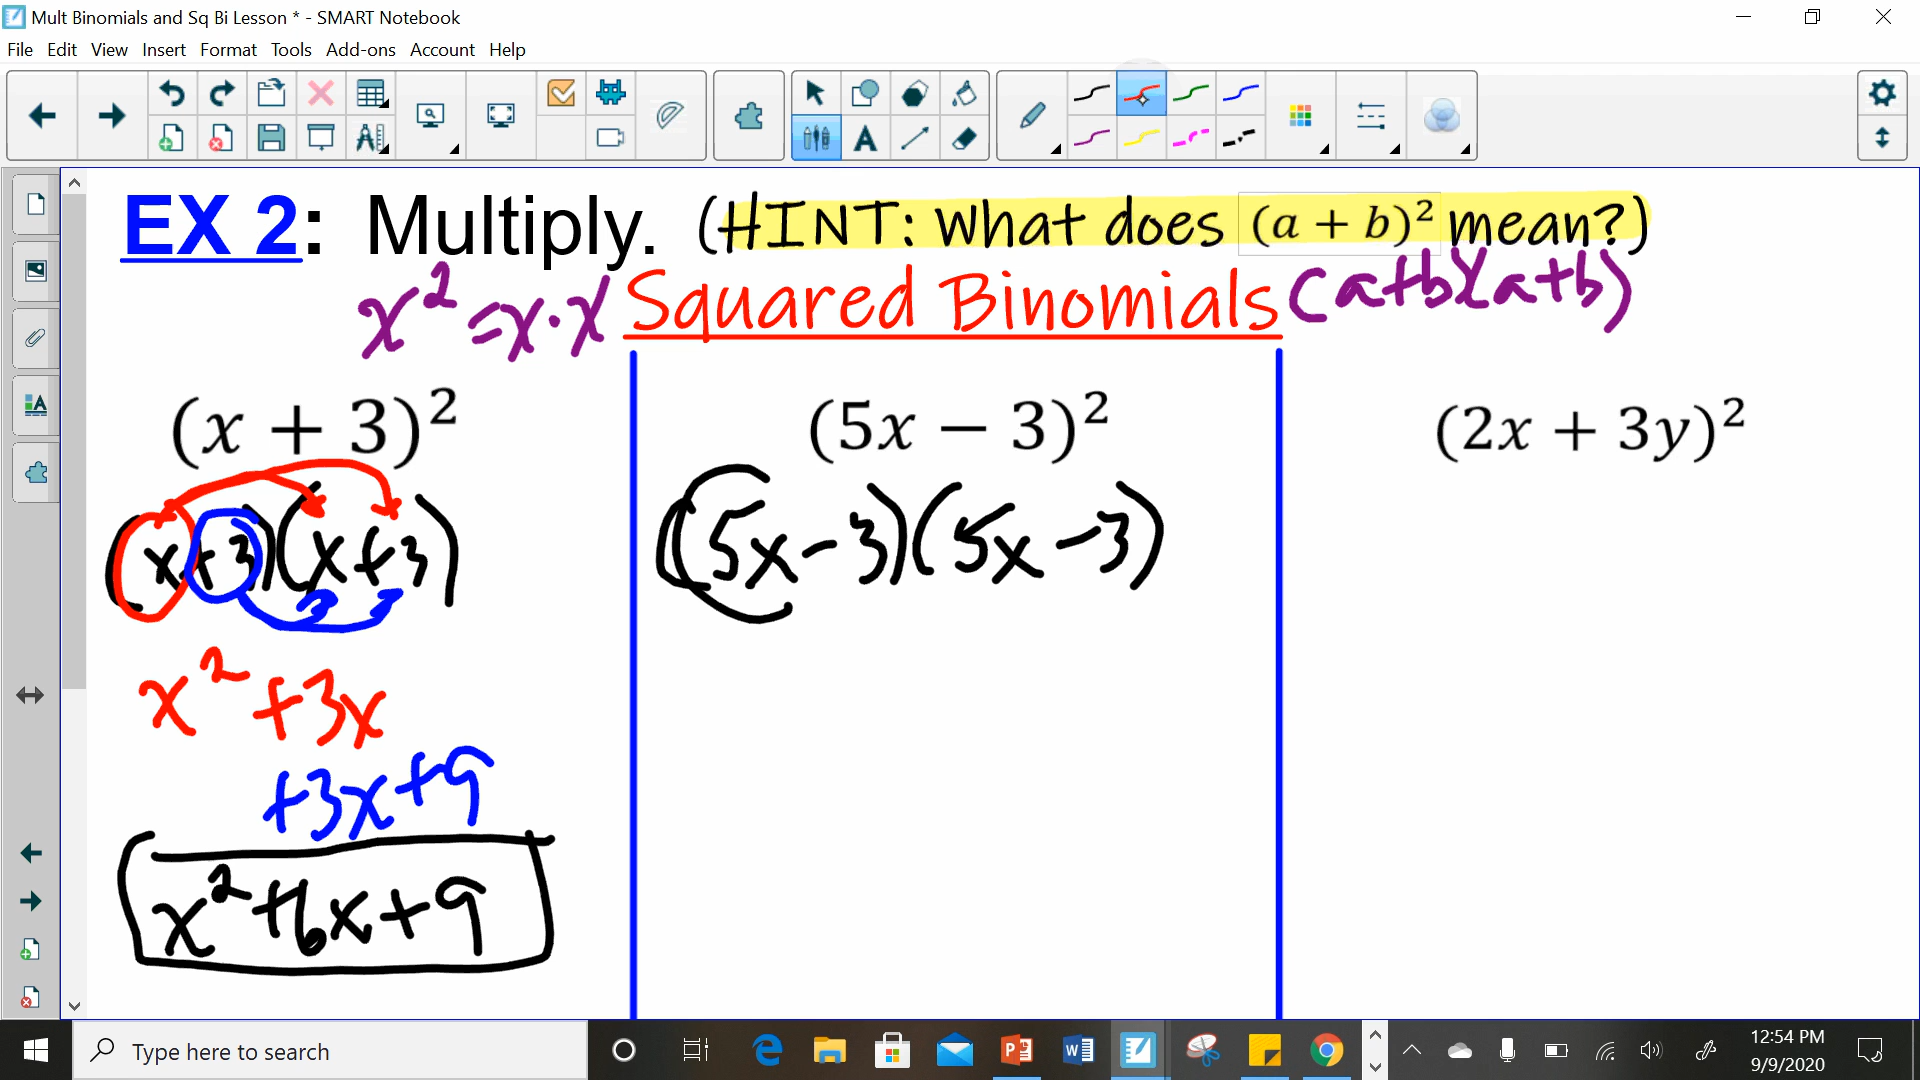 Mult Binomials and Sq Bi Lesson * - SMART Notebook
File Edit View Insert Format Tools Add-ons Account Help
EX 2: Multiply. (HINT: What does (a + b)² mean?)
x² = x · x Squared Binomials (a+b)(a+b)
(x + 3)²
(x+3)(x+3)
x² +3x
+3x+9
x²+6x+9
(5x − 3)²
(5x-3)(5x-3)
(2x + 3y)²
Type here to search
12:54 PM
9/9/2020